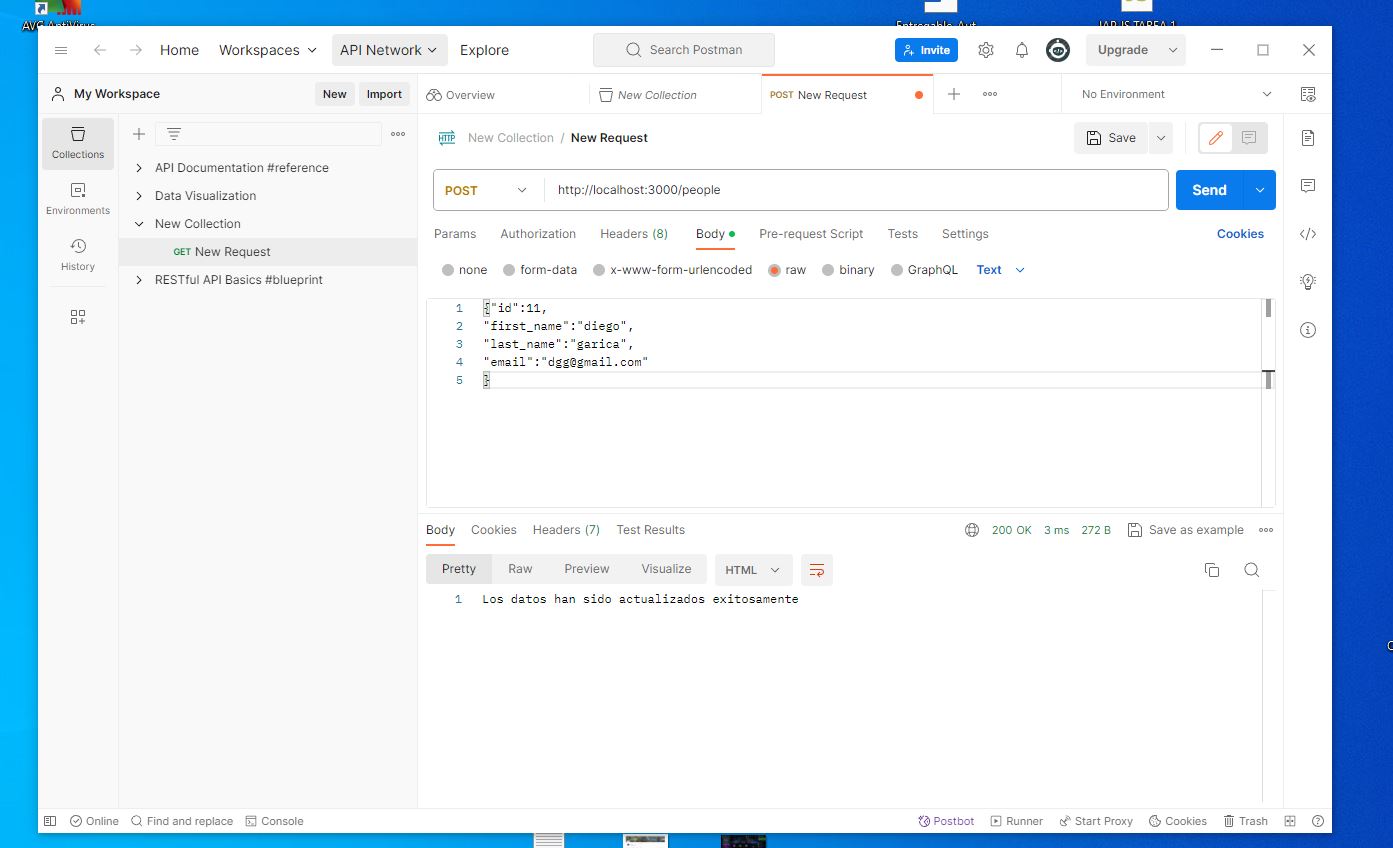 AVG AntiVirus
Entregable_Aut
IAP JS TAREA 1
Home Workspaces API Network Explore Search Postman Invite Upgrade
My Workspace New Import Overview New Collection POST New Request No Environment
Collections
Environments
History
API Documentation #reference
Data Visualization
New Collection
GET New Request
RESTful API Basics #blueprint
HTTP New Collection / New Request Save
POST http://localhost:3000/people Send
Params Authorization Headers (8) Body Pre-request Script Tests Settings Cookies
none form-data x-www-form-urlencoded raw binary GraphQL Text
1 {"id":11,
2 "first_name":"diego",
3 "last_name":"garica",
4 "email":"dgg@gmail.com"
5 }
Body Cookies Headers (7) Test Results 200 OK 3 ms 272 B Save as example
Pretty Raw Preview Visualize HTML
1 Los datos han sido actualizados exitosamente
Online Find and replace Console Postbot Runner Start Proxy Cookies Trash